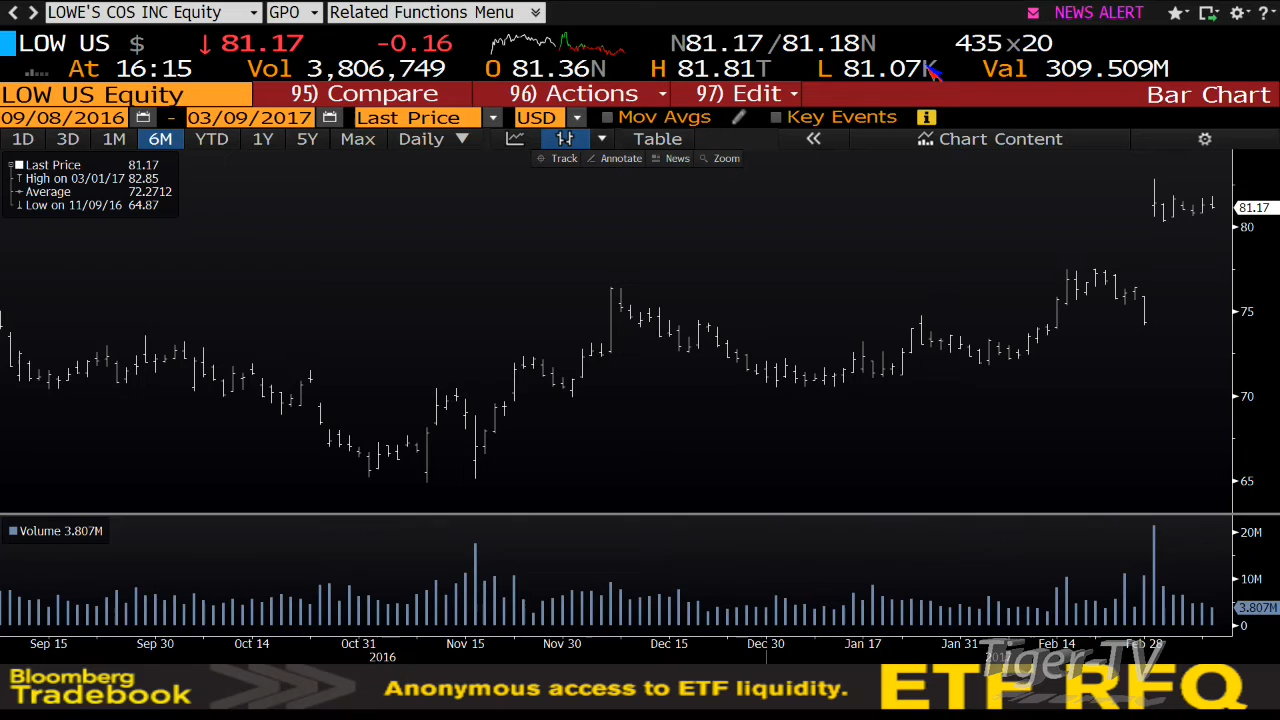 LOWE'S COS INC Equity GPO Related Functions Menu NEWS ALERT ?
LOW US $ ↓ 81.17 -0.16 N81.17/81.18N 435x20
At 16:15 Vol 3,806,749 O 81.36N H 81.81T L 81.07K Val 309.509M
LOW US Equity 95) Compare 96) Actions 97) Edit Bar Chart
09/08/2016 - 03/09/2017 Last Price USD Mov Avgs Key Events i
1D 3D 1M 6M YTD 1Y 5Y Max Daily ▼ Table « Chart Content
Track Annotate News Zoom
Last Price 81.17
High on 03/01/17 82.85
Average 72.2712
Low on 11/09/16 64.87
81.17
80
75
70
65
Volume 3.807M
20M
10M
3.807M
0
Sep 15 Sep 30 Oct 14 Oct 31 Nov 15 Nov 30 Dec 15 Dec 30 Jan 17 Jan 31 Feb 14 Feb 28
2016
Tiger TV
Bloomberg
Tradebook
Anonymous access to ETF liquidity.
ETF RFQ